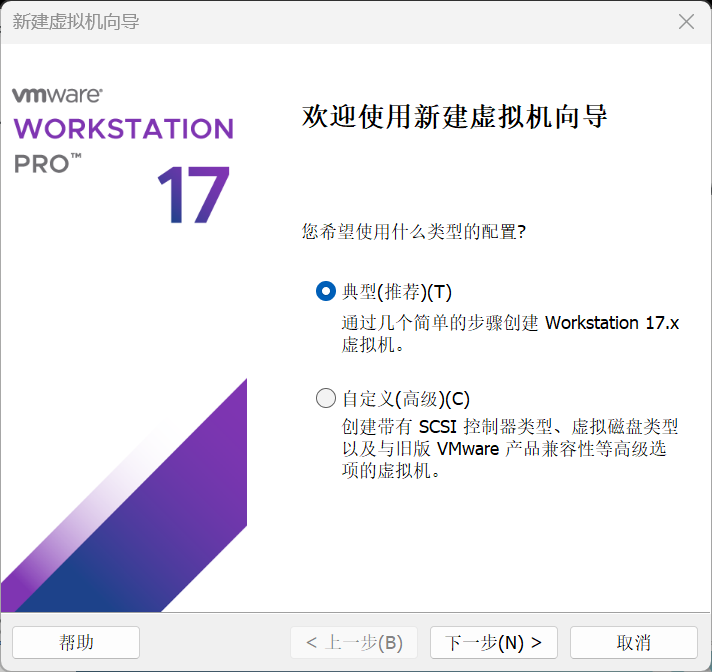 新建虚拟机向导
vmware®
WORKSTATION
PRO™
17
欢迎使用新建虚拟机向导
您希望使用什么类型的配置?
典型(推荐)(T)
通过几个简单的步骤创建 Workstation 17.x
虚拟机。
自定义(高级)(C)
创建带有 SCSI 控制器类型、虚拟磁盘类型
以及与旧版 VMware 产品兼容性等高级选
项的虚拟机。
帮助
< 上一步(B)
下一步(N) >
取消